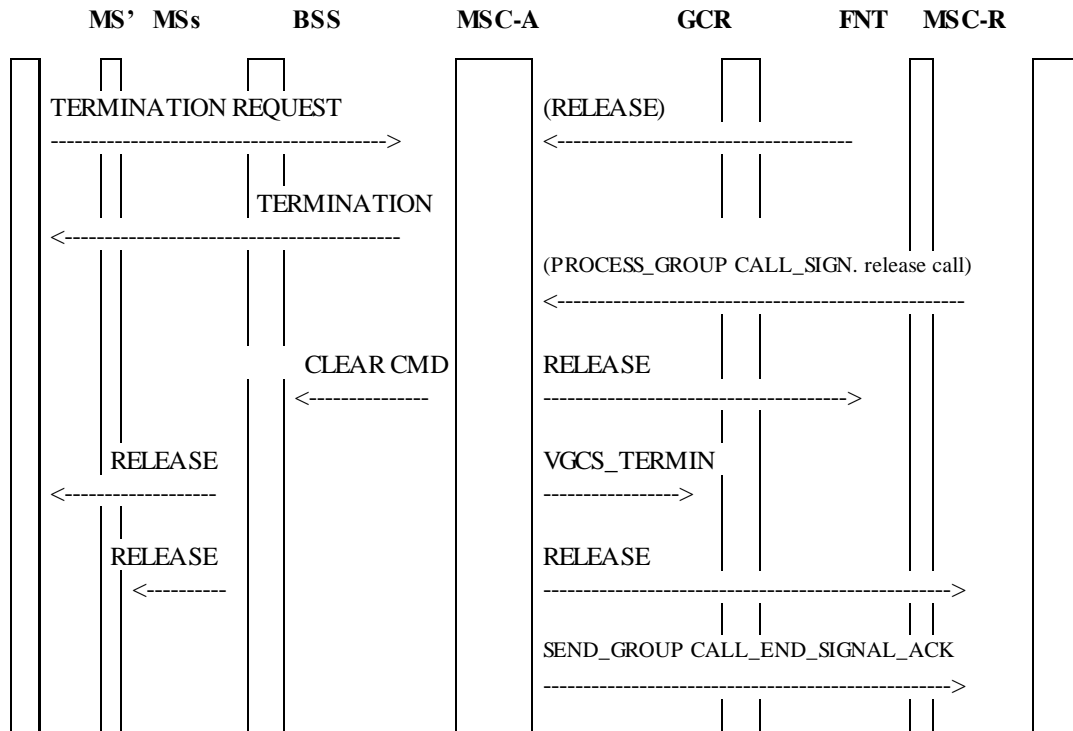 MS’ MSs BSS MSC-A GCR FNT MSC-R
TERMINATION REQUEST (RELEASE)
TERMINATION
(PROCESS_GROUP CALL_SIGN. release call)
CLEAR CMD RELEASE
RELEASE VGCS_TERMIN
RELEASE RELEASE
SEND_GROUP CALL_END_SIGNAL_ACK